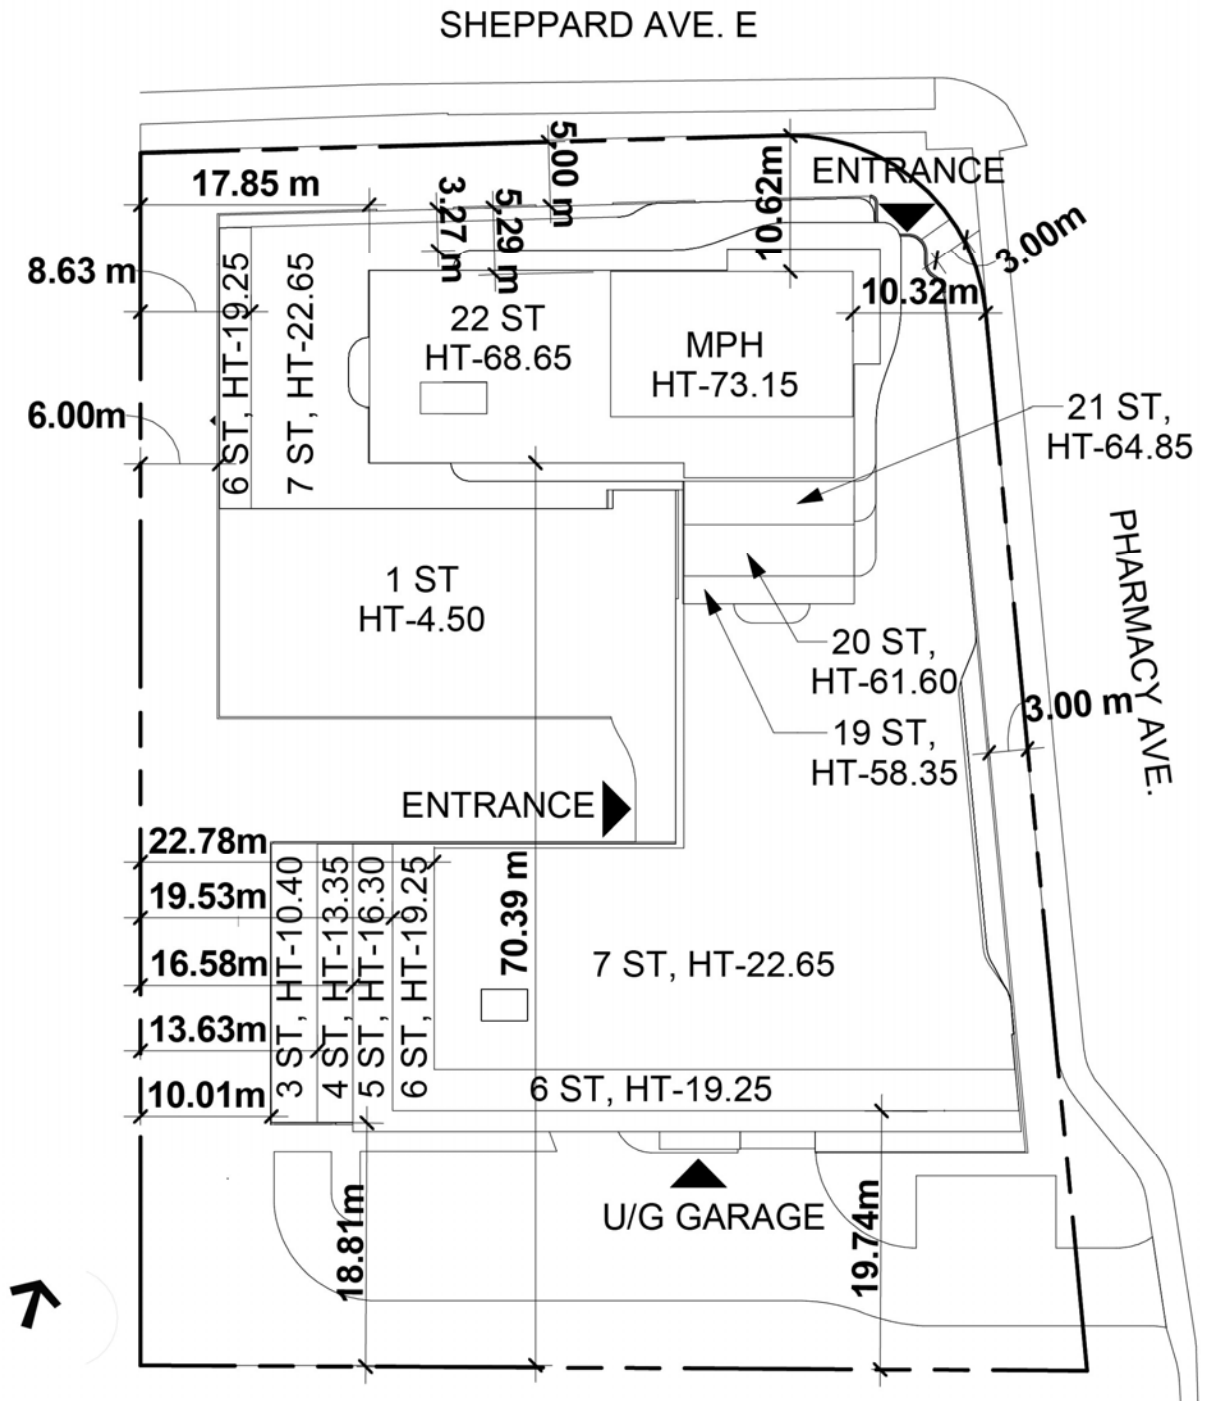 SHEPPARD AVE. E
5.00 m
17.85 m
3.27 m
5.29 m
10.62m
ENTRANCE
3.00m
8.63 m
10.32m
6 ST, HT-19.25
7 ST, HT-22.65
22 ST
HT-68.65
MPH
HT-73.15
6.00m
21 ST,
HT-64.85
PHARMACY AVE.
1 ST
HT-4.50
20 ST,
HT-61.60
19 ST,
HT-58.35
3.00 m
ENTRANCE
22.78m
19.53m
16.58m
13.63m
10.01m
3 ST, HT-10.40
4 ST, HT-13.35
5 ST, HT-16.30
6 ST, HT-19.25
70.39 m
7 ST, HT-22.65
6 ST, HT-19.25
18.81m
U/G GARAGE
19.74m